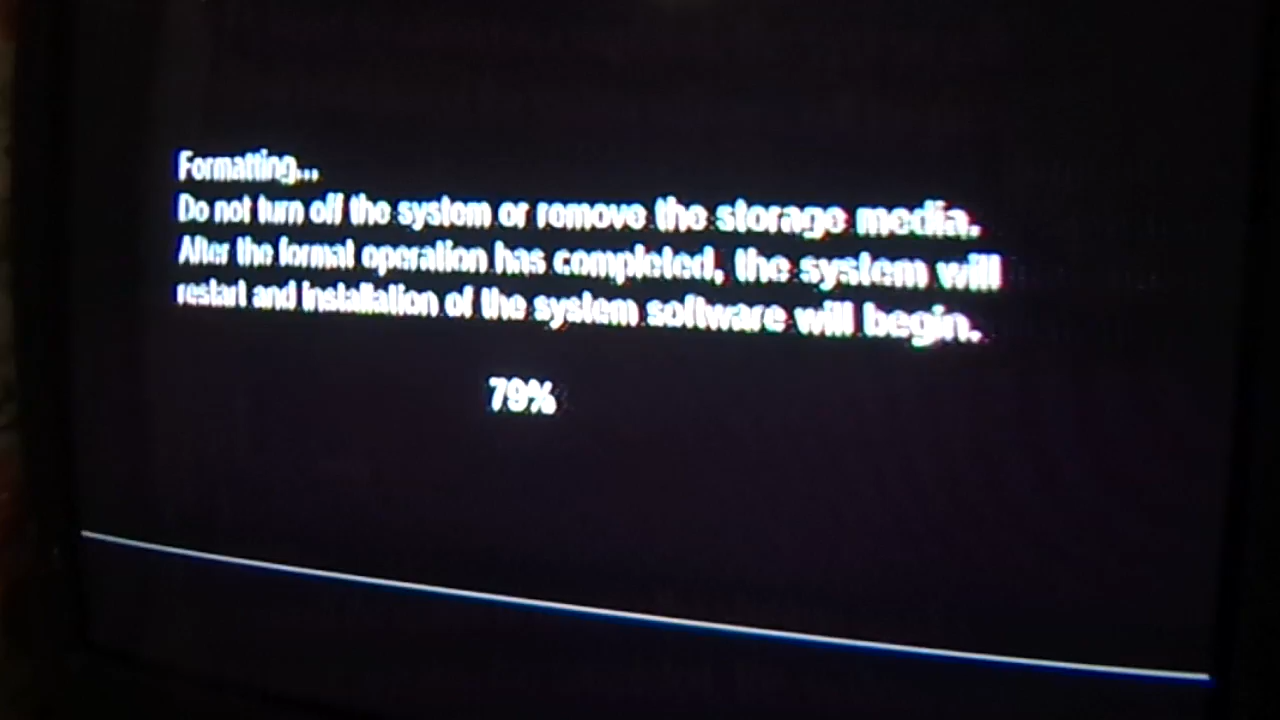 Formatting...
Do not turn off the system or remove the storage media.
After the format operation has completed, the system will
restart and installation of the system software will begin.
79%